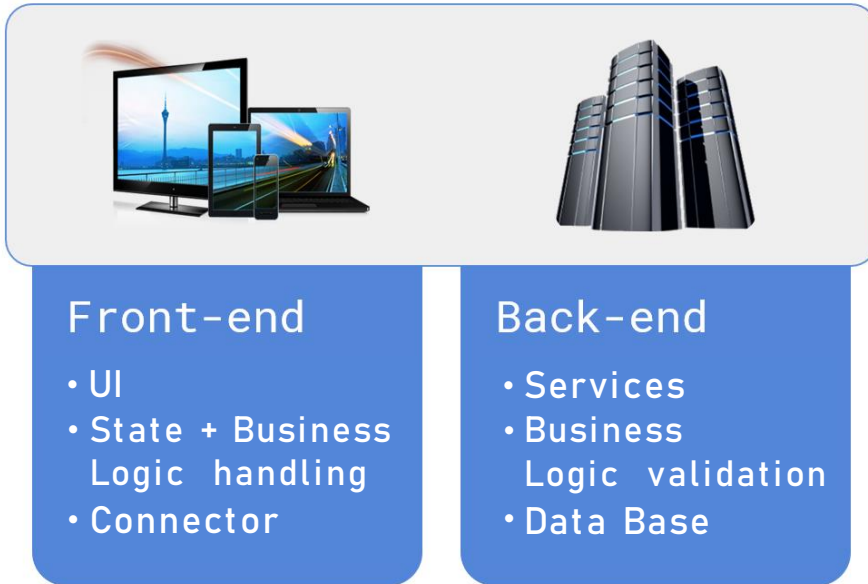 Front-end
• UI
• State + Business
Logic handling
• Connector
Back-end
• Services
• Business
Logic validation
• Data Base